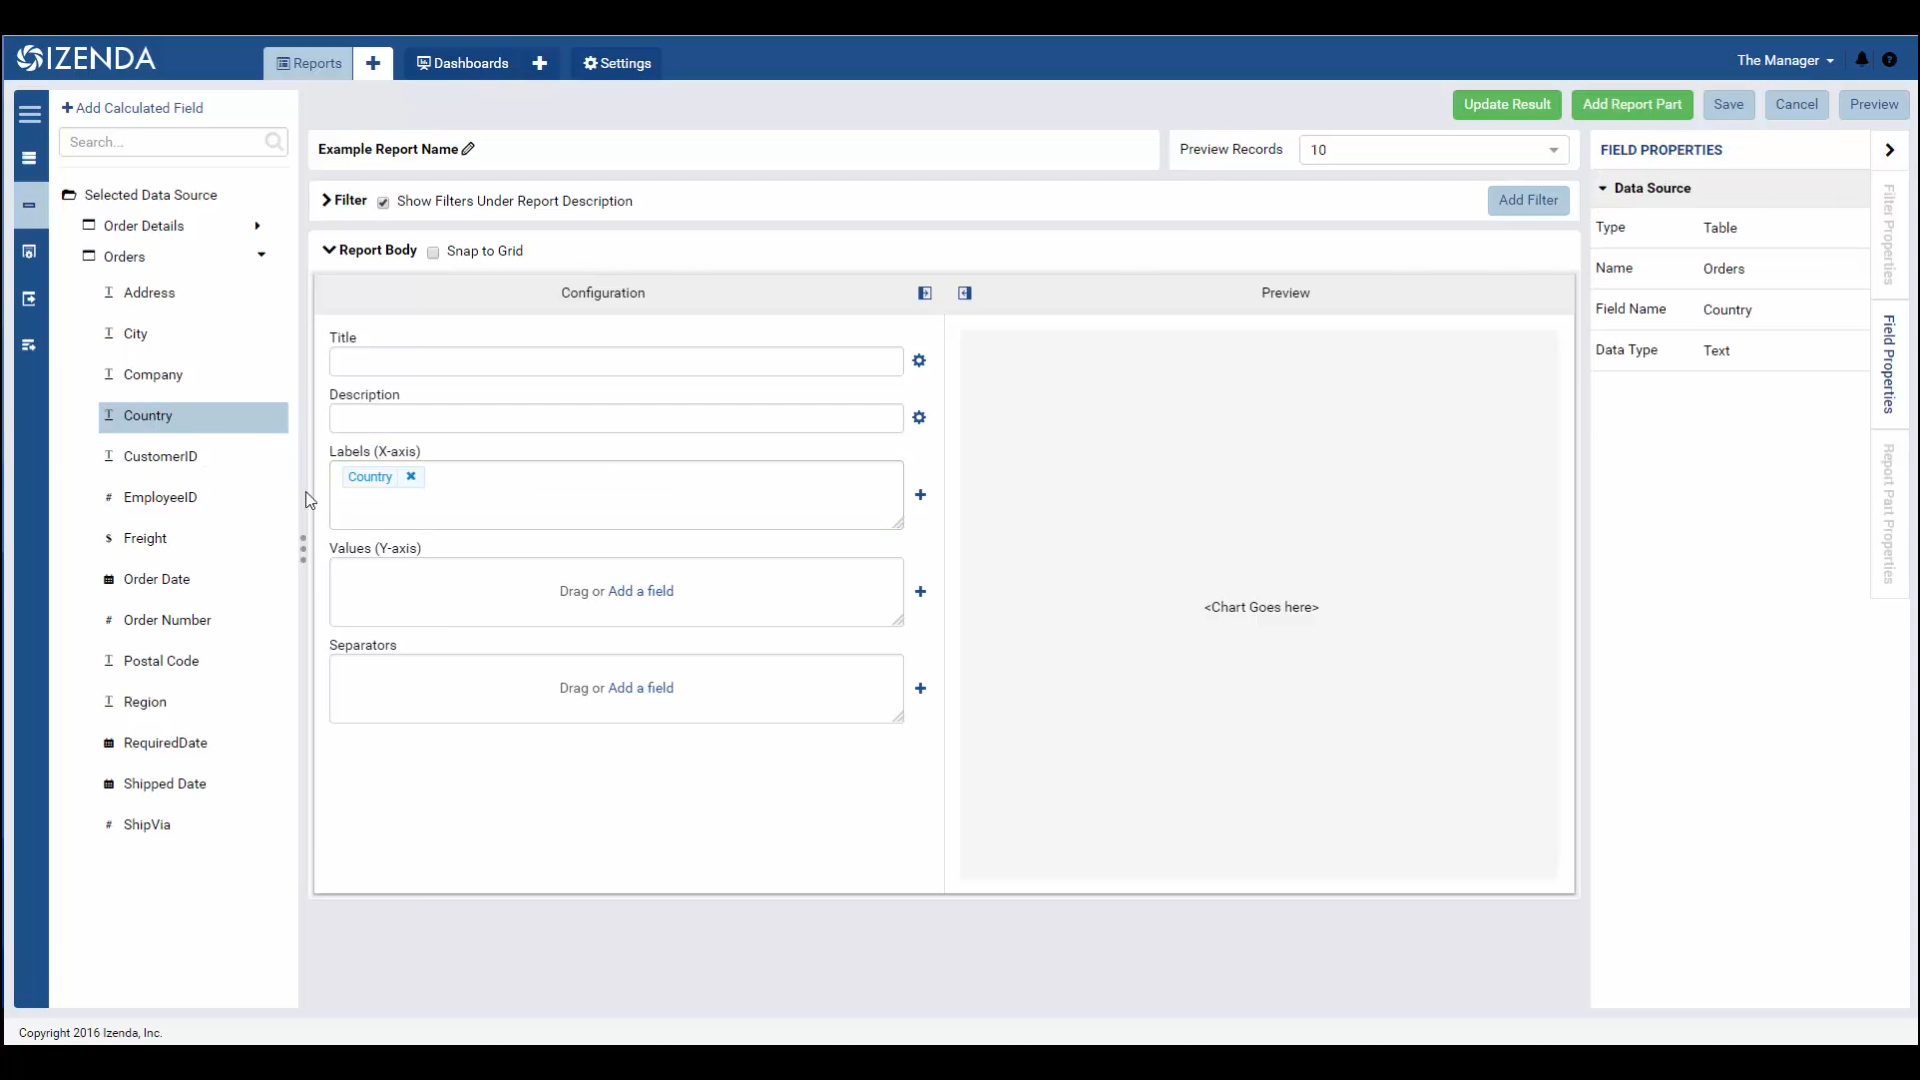 IZENDA
Reports
Dashboards
Settings
The Manager
Add Calculated Field
Search...
Selected Data Source
Order Details
Orders
Address
City
Company
Country
CustomerID
EmployeeID
Freight
Order Date
Order Number
Postal Code
Region
RequiredDate
Shipped Date
ShipVia
Update Result
Add Report Part
Save
Cancel
Preview
Example Report Name
Preview Records
10
Filter
Show Filters Under Report Description
Add Filter
Report Body
Snap to Grid
Configuration
Preview
Title
Description
Labels (X-axis)
Country
Values (Y-axis)
Drag or Add a field
Separators
Drag or Add a field
<Chart Goes here>
FIELD PROPERTIES
Data Source
Type Table
Name Orders
Field Name Country
Data Type Text
Filter Properties
Field Properties
Report Part Properties
Copyright 2016 Izenda, Inc.